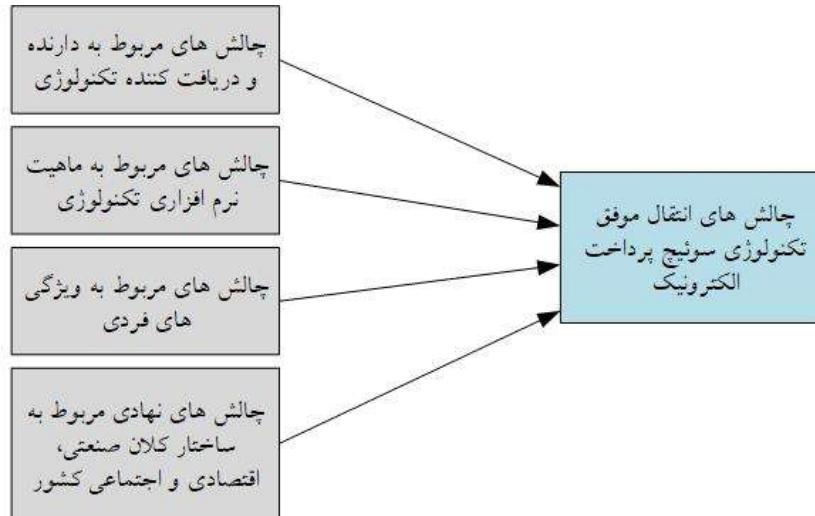 چالش های مربوط به دارنده
و دریافت کننده تکنولوژی
چالش های مربوط به ماهیت
نرم افزاری تکنولوژی
چالش های مربوط به ویژگی
های فردی
چالش های نهادی مربوط به
ساختار کلان صنعتی،
اقتصادی و اجتماعی کشور
چالش های انتقال موفق
تکنولوژی سوئیچ پرداخت
الکترونیک